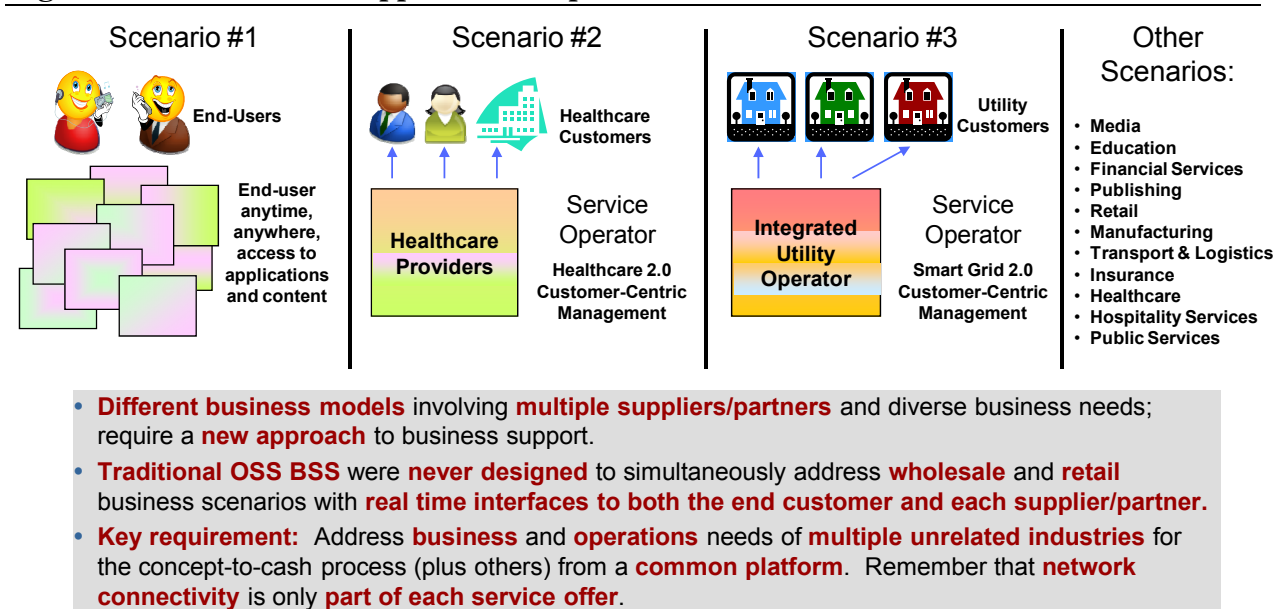 Scenario #1
End-Users
End-user
anytime,
anywhere,
access to
applications
and content
Scenario #2
Healthcare
Customers
Healthcare
Providers
Service
Operator
Healthcare 2.0
Customer-Centric
Management
Scenario #3
Utility
Customers
Integrated
Utility
Operator
Service
Operator
Smart Grid 2.0
Customer-Centric
Management
Other
Scenarios:
• Media
• Education
• Financial Services
• Publishing
• Retail
• Manufacturing
• Transport & Logistics
• Insurance
• Healthcare
• Hospitality Services
• Public Services
• Different business models involving multiple suppliers/partners and diverse business needs;
require a new approach to business support.
• Traditional OSS BSS were never designed to simultaneously address wholesale and retail
business scenarios with real time interfaces to both the end customer and each supplier/partner.
• Key requirement: Address business and operations needs of multiple unrelated industries for
the concept-to-cash process (plus others) from a common platform. Remember that network
connectivity is only part of each service offer.